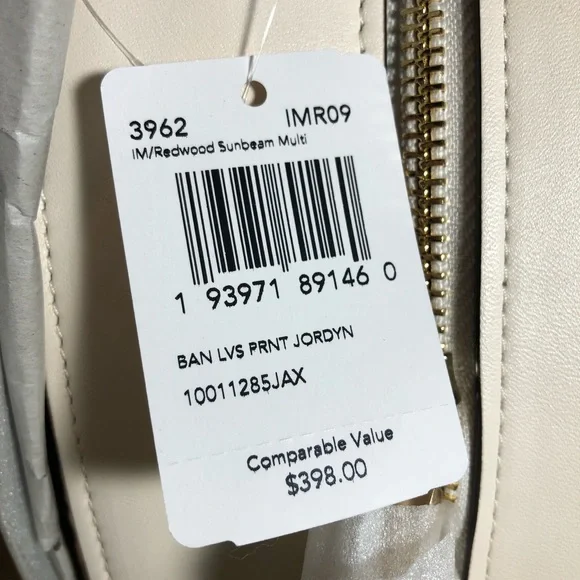 3962 IMR09
IM/Redwood Sunbeam Multi
1 93971 89146 0
BAN LVS PRNT JORDYN
10011285JAX
Comparable Value
$398.00